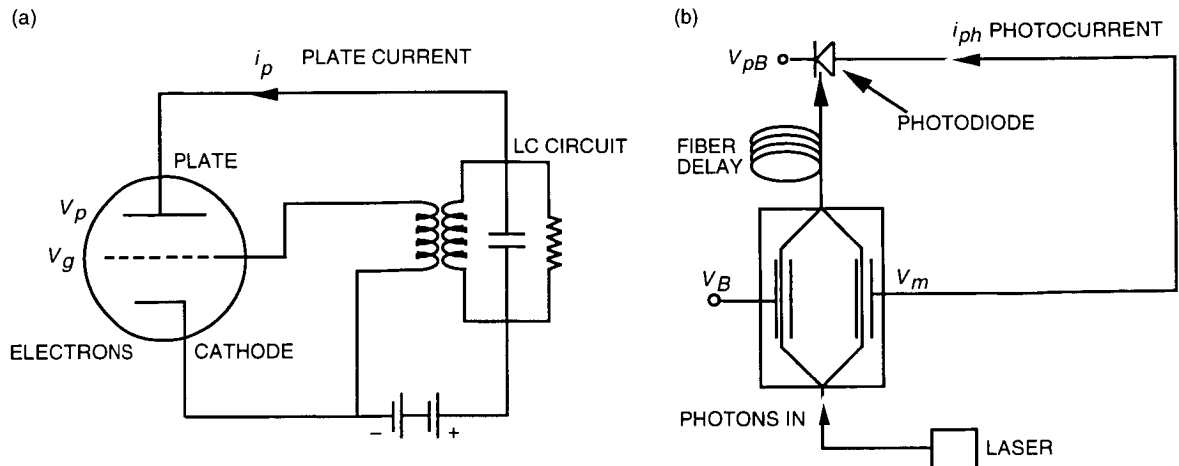 (a)
i_p PLATE CURRENT
LC CIRCUIT
PLATE
V_p
V_g
ELECTRONS
CATHODE
– +
(b)
i_ph PHOTOCURRENT
V_pB
PHOTODIODE
FIBER
DELAY
V_B
V_m
PHOTONS IN
LASER